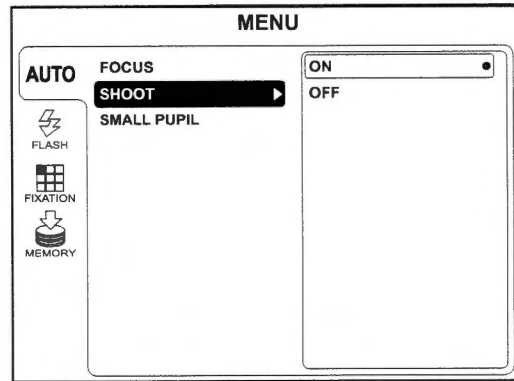 MENU
AUTO
FOCUS
SHOOT
SMALL PUPIL
ON
OFF
FLASH
FIXATION
MEMORY